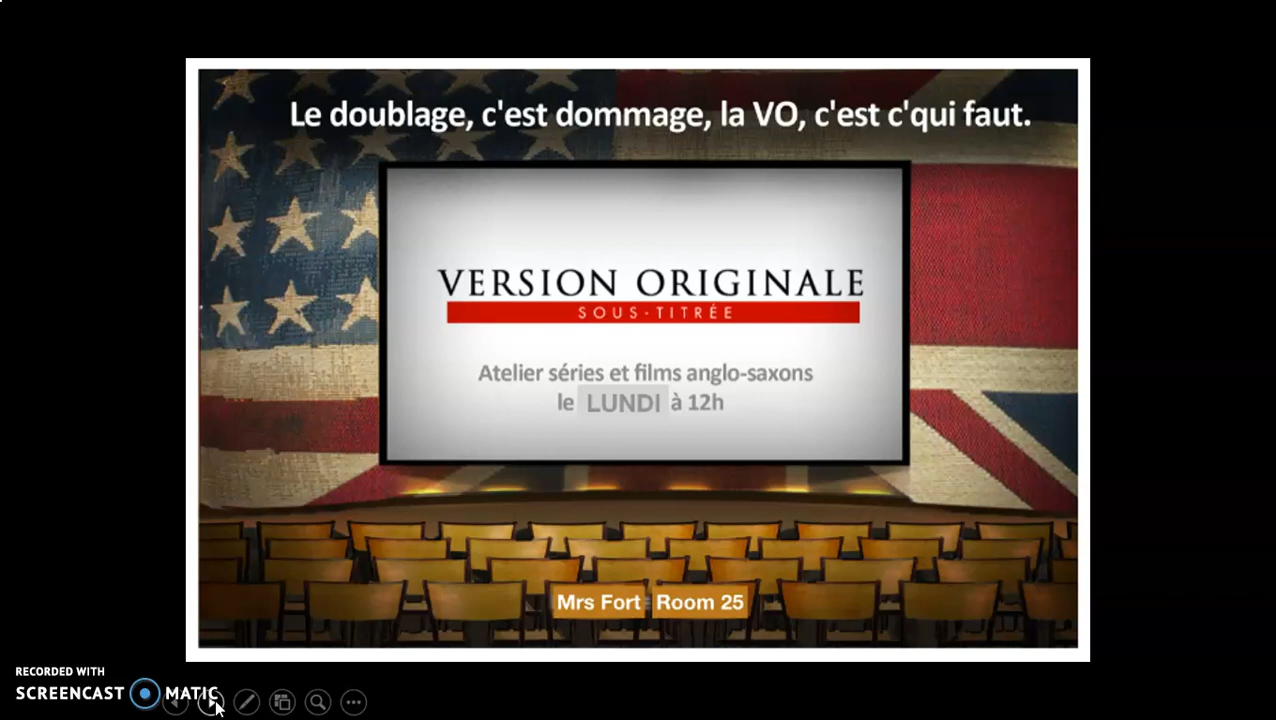 Le doublage, c'est dommage, la VO, c'est c'qui faut.
VERSION ORIGINALE
SOUS-TITRÉE
Atelier séries et films anglo-saxons
le LUNDI à 12h
Mrs Fort Room 25
RECORDED WITH
SCREENCAST MATIC